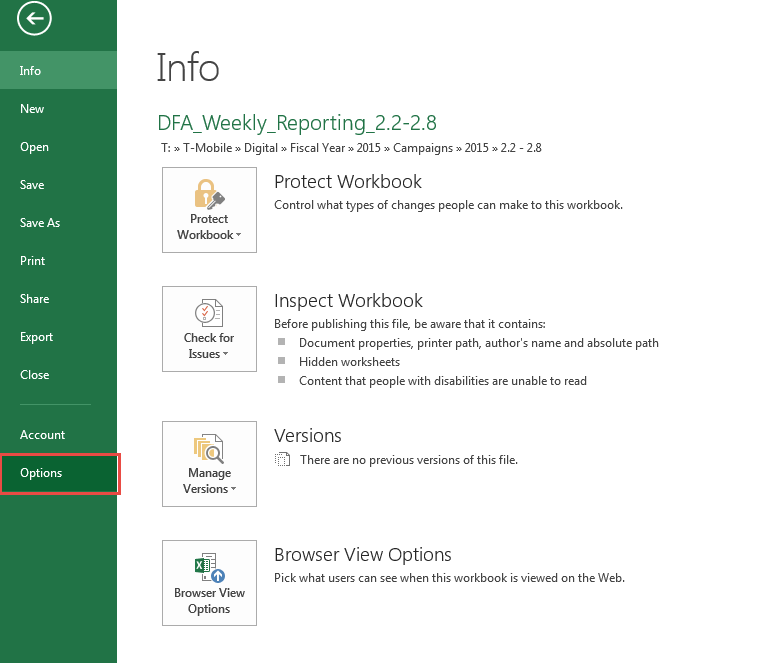 Info
New
Open
Save
Save As
Print
Share
Export
Close
Account
Options
Info
DFA_Weekly_Reporting_2.2-2.8
T: » T-Mobile » Digital » Fiscal Year » 2015 » Campaigns » 2015 » 2.2 - 2.8
Protect
Workbook
Protect Workbook
Control what types of changes people can make to this workbook.
Check for
Issues
Inspect Workbook
Before publishing this file, be aware that it contains:
Document properties, printer path, author's name and absolute path
Hidden worksheets
Content that people with disabilities are unable to read
Manage
Versions
Versions
There are no previous versions of this file.
Browser View
Options
Browser View Options
Pick what users can see when this workbook is viewed on the Web.